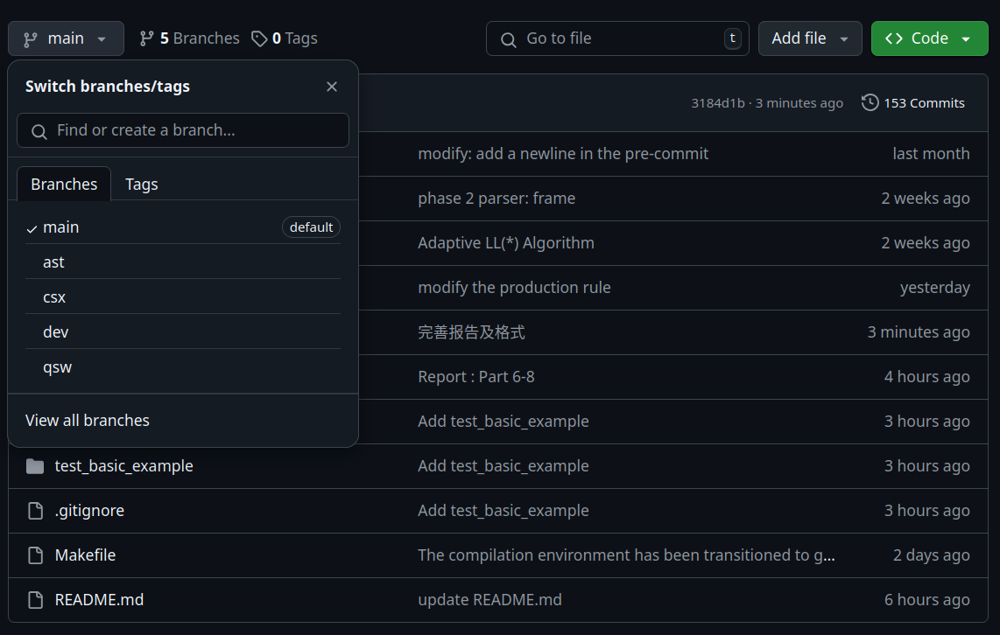 main
5 Branches
0 Tags
Go to file
t
Add file
Code
Switch branches/tags
Find or create a branch...
Branches
Tags
main
default
ast
csx
dev
qsw
View all branches
3184d1b · 3 minutes ago
153 Commits
modify: add a newline in the pre-commit
last month
phase 2 parser: frame
2 weeks ago
Adaptive LL(*) Algorithm
2 weeks ago
modify the production rule
yesterday
完善报告及格式
3 minutes ago
Report : Part 6-8
4 hours ago
Add test_basic_example
3 hours ago
test_basic_example
Add test_basic_example
3 hours ago
.gitignore
Add test_basic_example
3 hours ago
Makefile
The compilation environment has been transitioned to g...
2 days ago
README.md
update README.md
6 hours ago